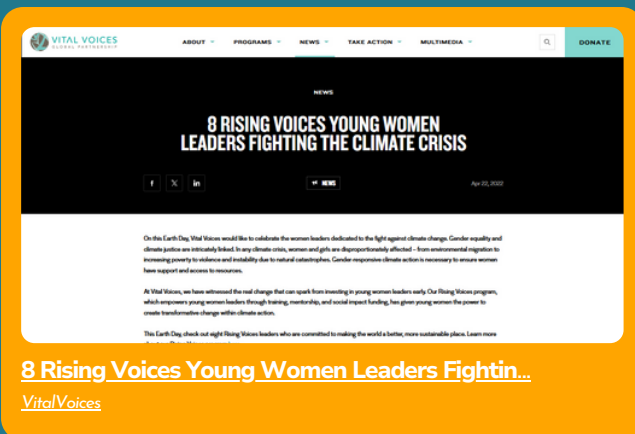 VITAL VOICES
GLOBAL PARTNERSHIP
ABOUT PROGRAMS NEWS TAKE ACTION MULTIMEDIA DONATE
NEWS
8 RISING VOICES YOUNG WOMEN
LEADERS FIGHTING THE CLIMATE CRISIS
f X in NEWS Apr 22, 2022
On this Earth Day, Vital Voices would like to celebrate the women leaders dedicated to the fight against climate change. Gender equality and
climate justice are intricately linked. In any climate crisis, women and girls are disproportionately affected – from environmental migration to
increasing poverty to violence and instability due to natural catastrophes. Gender-responsive climate action is necessary to ensure women
have support and access to resources.
At Vital Voices, we have witnessed the real change that can spark from investing in young women leaders early. Our Rising Voices program,
which empowers young women leaders through training, mentorship, and social impact funding, has given young women the power to
create transformative change within climate action.
This Earth Day, check out eight Rising Voices leaders who are committed to making the world a better, more sustainable place. Learn more
8 Rising Voices Young Women Leaders Fightin...
VitalVoices